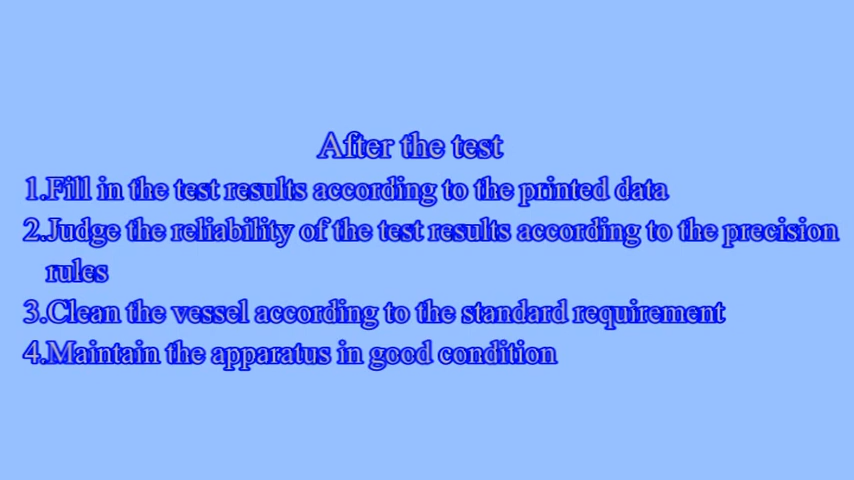 After the test
1.Fill in the test results according to the printed data
2.Judge the reliability of the test results according to the precision
rules
3.Clean the vessel according to the standard requirement
4.Maintain the apparatus in good condition